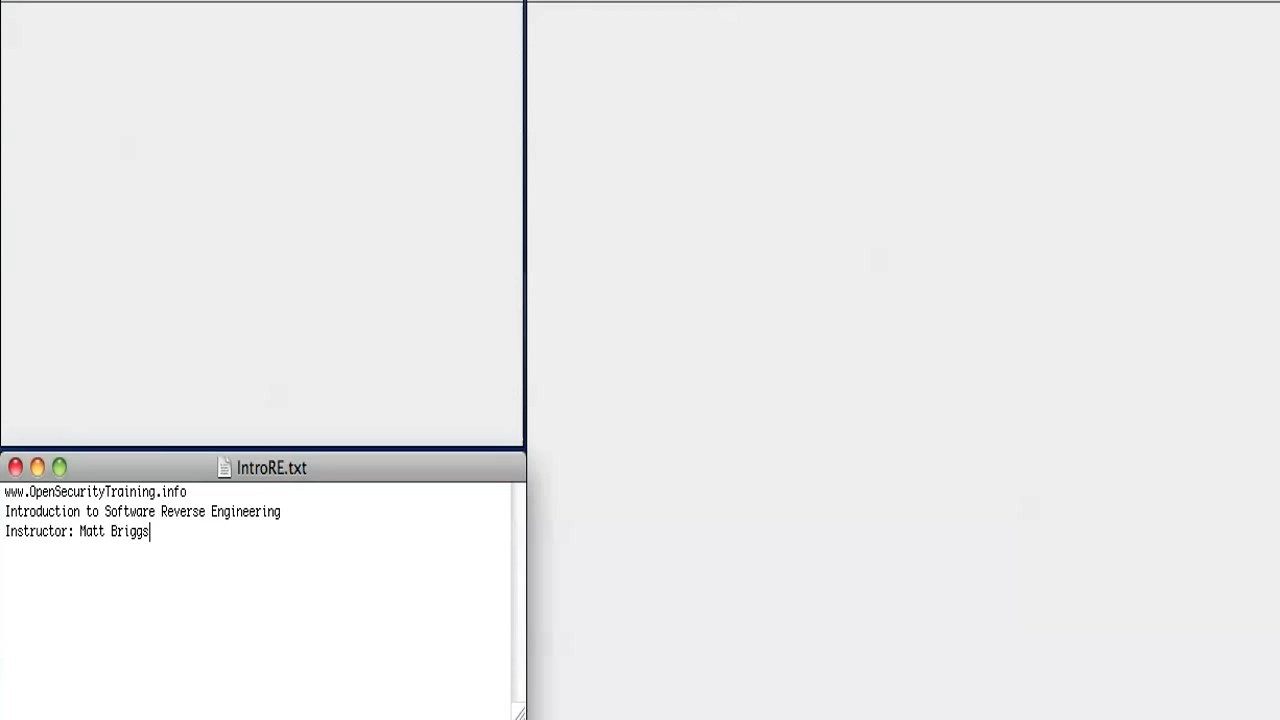 IntroRE.txt
www.OpenSecurityTraining.info
Introduction to Software Reverse Engineering
Instructor: Matt Briggs